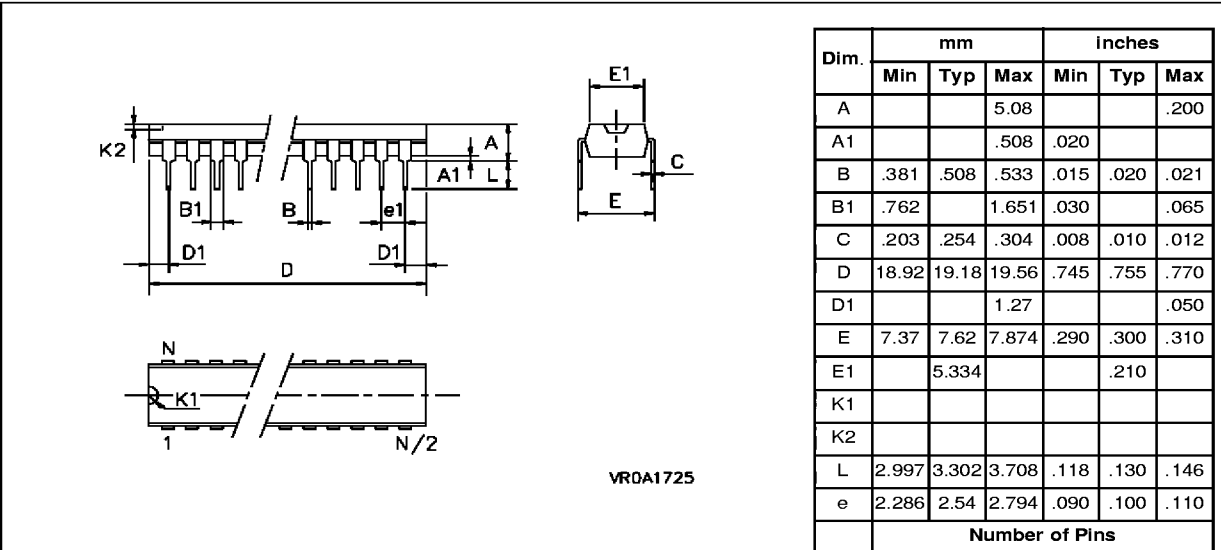 K2
A
A1
L
B1
B
e1
D1
D1
D
E1
C
E
N
K1
1
N/2
VR0A1725
Dim. mm inches
Min Typ Max Min Typ Max
A 5.08 .200
A1 .508 .020
B .381 .508 .533 .015 .020 .021
B1 .762 1.651 .030 .065
C .203 .254 .304 .008 .010 .012
D 18.92 19.18 19.56 .745 .755 .770
D1 1.27 .050
E 7.37 7.62 7.874 .290 .300 .310
E1 5.334 .210
K1
K2
L 2.997 3.302 3.708 .118 .130 .146
e 2.286 2.54 2.794 .090 .100 .110
Number of Pins